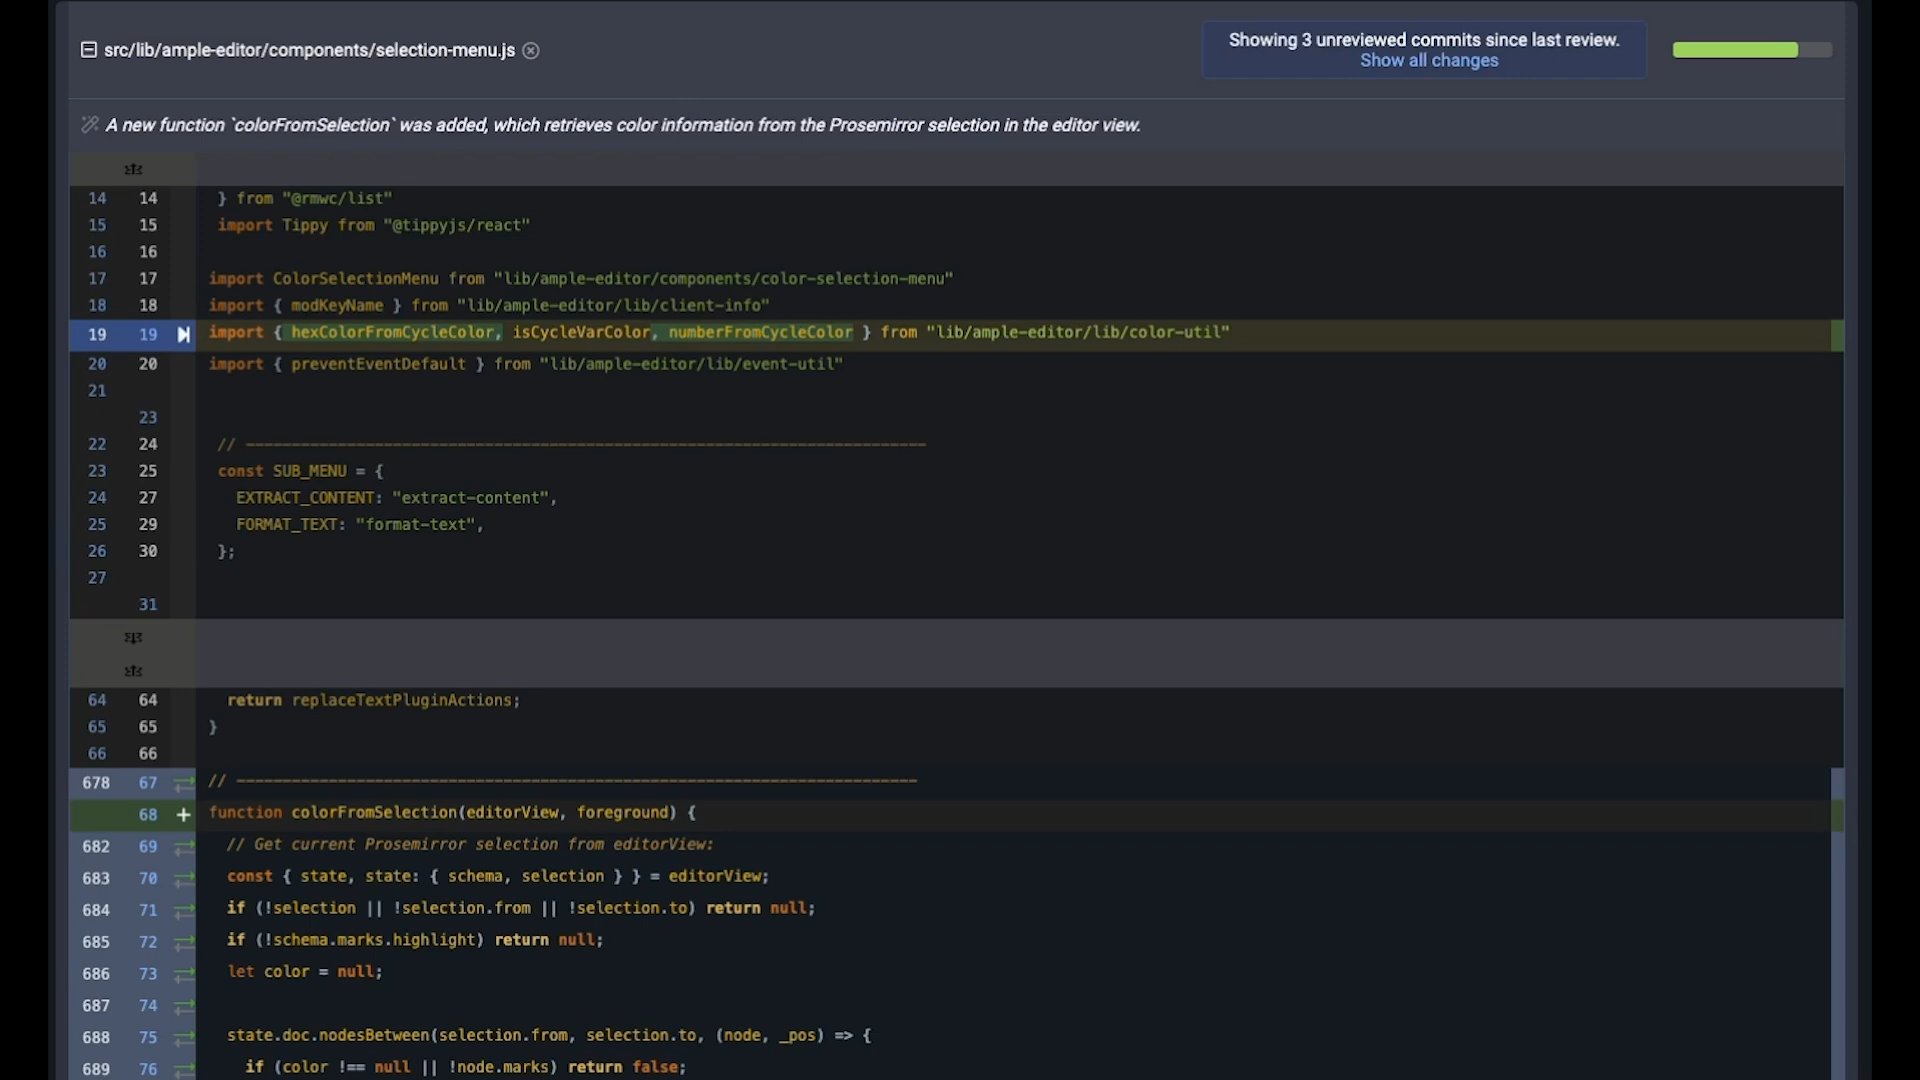 src/lib/ample-editor/components/selection-menu.js
Showing 3 unreviewed commits since last review.
Show all changes
A new function `colorFromSelection` was added, which retrieves color information from the Prosemirror selection in the editor view.
14 14 } from "@rmwc/list"
15 15 import Tippy from "@tippyjs/react"
16 16
17 17 import ColorSelectionMenu from "lib/ample-editor/components/color-selection-menu"
18 18 import { modKeyName } from "lib/ample-editor/lib/client-info"
19 19 import { hexColorFromCycleColor, isCycleVarColor, numberFromCycleColor } from "lib/ample-editor/lib/color-util"
20 20 import { preventEventDefault } from "lib/ample-editor/lib/event-util"
21
23
22 24 // --------------------------------------------------------------------------
23 25 const SUB_MENU = {
24 27 EXTRACT_CONTENT: "extract-content",
25 29 FORMAT_TEXT: "format-text",
26 30 };
27
31
64 64 return replaceTextPluginActions;
65 65 }
66 66
678 67 // --------------------------------------------------------------------------
68 + function colorFromSelection(editorView, foreground) {
682 69 // Get current Prosemirror selection from editorView:
683 70 const { state, state: { schema, selection } } = editorView;
684 71 if (!selection || !selection.from || !selection.to) return null;
685 72 if (!schema.marks.highlight) return null;
686 73 let color = null;
687 74
688 75 state.doc.nodesBetween(selection.from, selection.to, (node, _pos) => {
689 76 if (color !== null || !node.marks) return false;